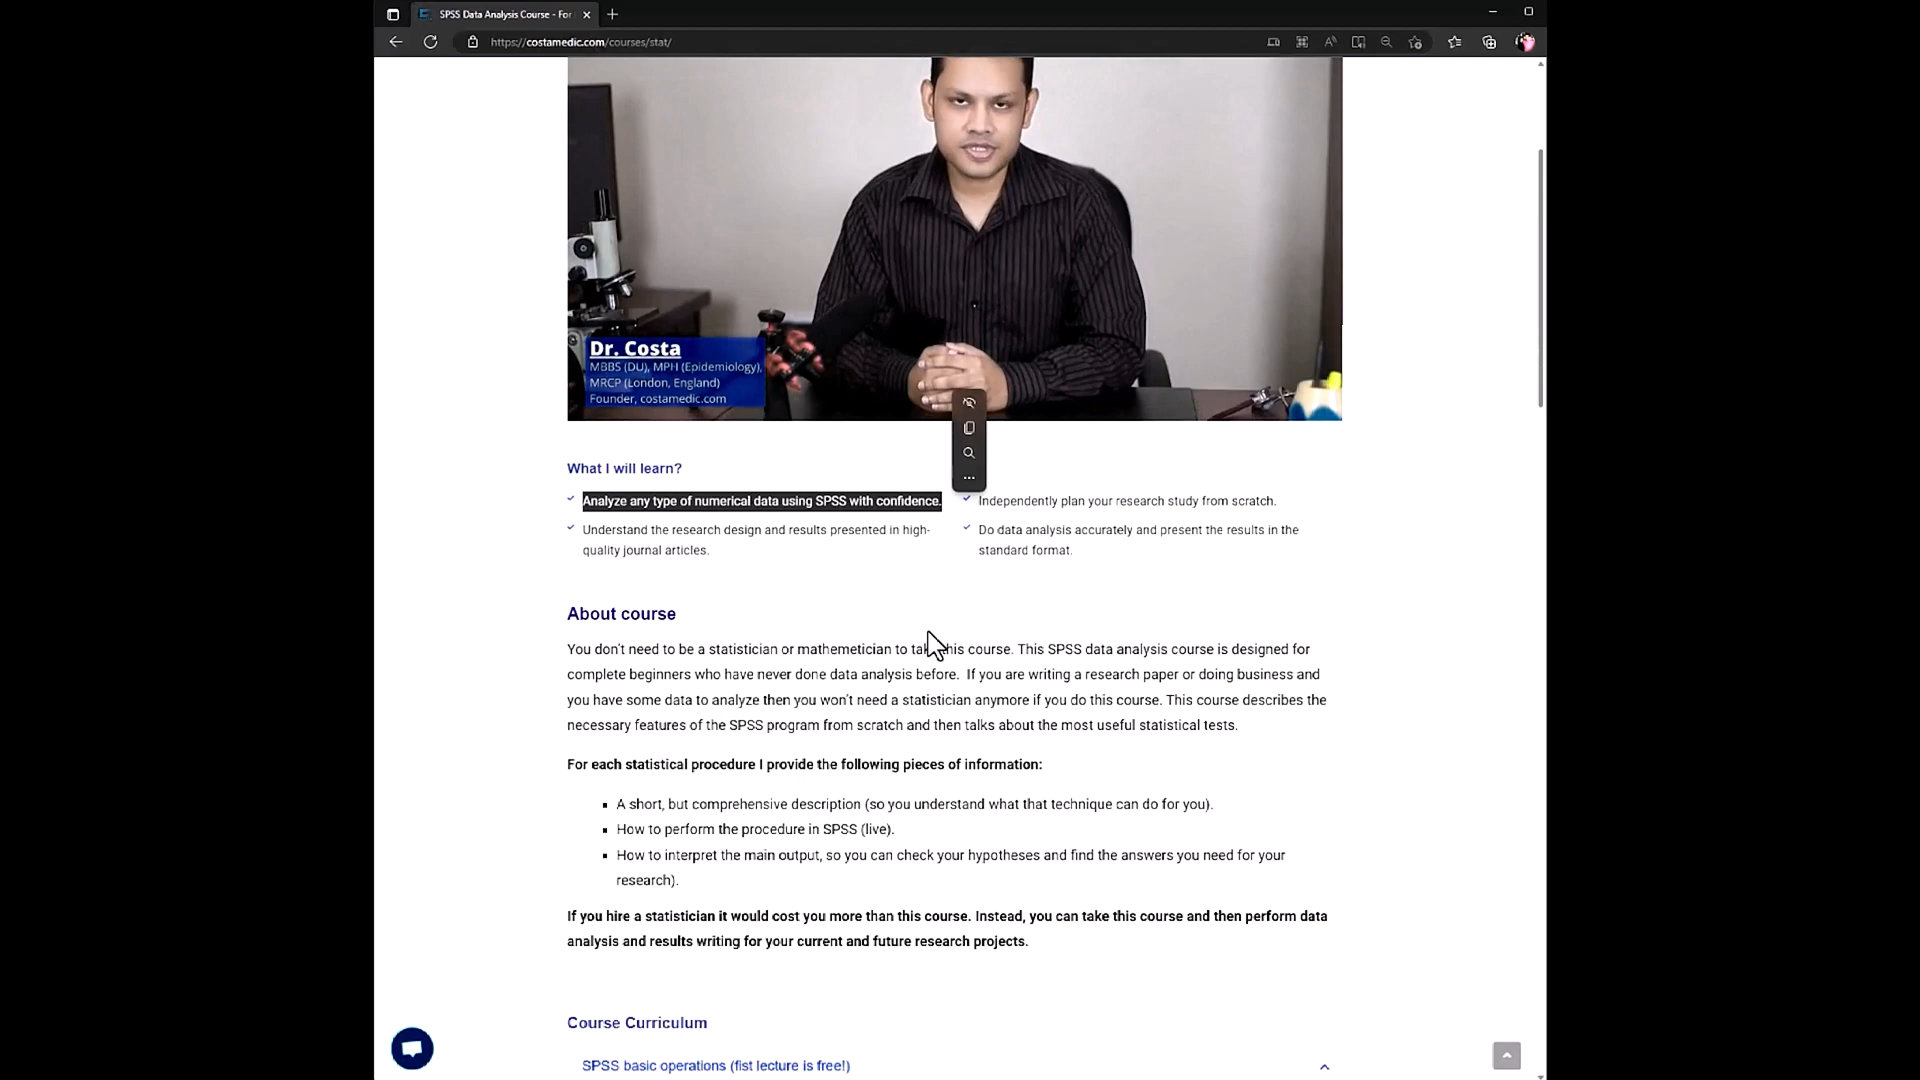 SPSS Data Analysis Course - For
https://costamedic.com/courses/stat/
Dr. Costa
MBBS (DU), MPH (Epidemiology),
MRCP (London, England)
Founder, costamedic.com
What I will learn?
Analyze any type of numerical data using SPSS with confidence.
Understand the research design and results presented in high-
quality journal articles.
Independently plan your research study from scratch.
Do data analysis accurately and present the results in the
standard format.
About course
You don't need to be a statistician or mathemetician to ta his course. This SPSS data analysis course is designed for
complete beginners who have never done data analysis before. If you are writing a research paper or doing business and
you have some data to analyze then you won't need a statistician anymore if you do this course. This course describes the
necessary features of the SPSS program from scratch and then talks about the most useful statistical tests.
For each statistical procedure I provide the following pieces of information:
A short, but comprehensive description (so you understand what that technique can do for you).
How to perform the procedure in SPSS (live).
How to interpret the main output, so you can check your hypotheses and find the answers you need for your
research).
If you hire a statistician it would cost you more than this course. Instead, you can take this course and then perform data
analysis and results writing for your current and future research projects.
Course Curriculum
SPSS basic operations (fist lecture is free!)